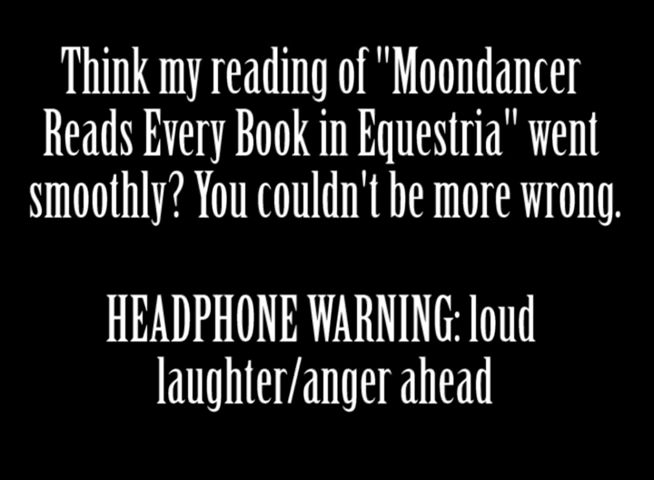 Think my reading of "Moondancer
Reads Every Book in Equestria" went
smoothly? You couldn't be more wrong.
HEADPHONE WARNING: loud
laughter/anger ahead